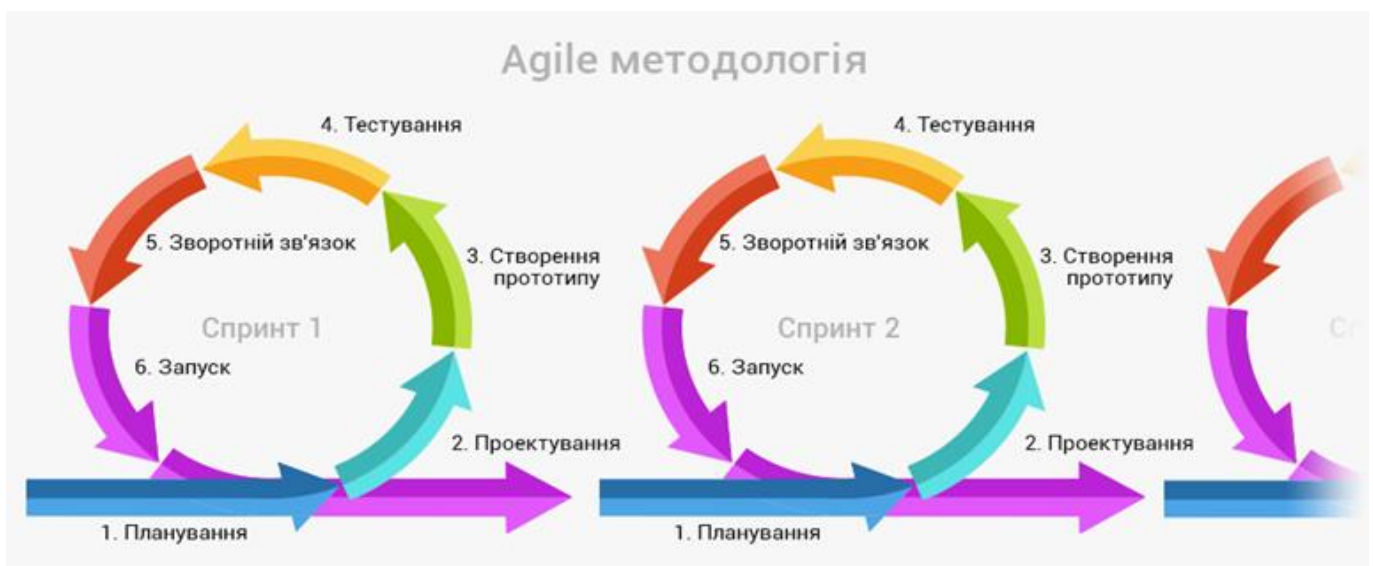 Agile методологія
4. Тестування
5. Зворотній зв'язок
3. Створення
прототипу
Спринт 1
6. Запуск
2. Проектування
1. Планування
4. Тестування
5. Зворотній зв'язок
3. Створення
прототипу
Спринт 2
6. Запуск
2. Проектування
1. Планування